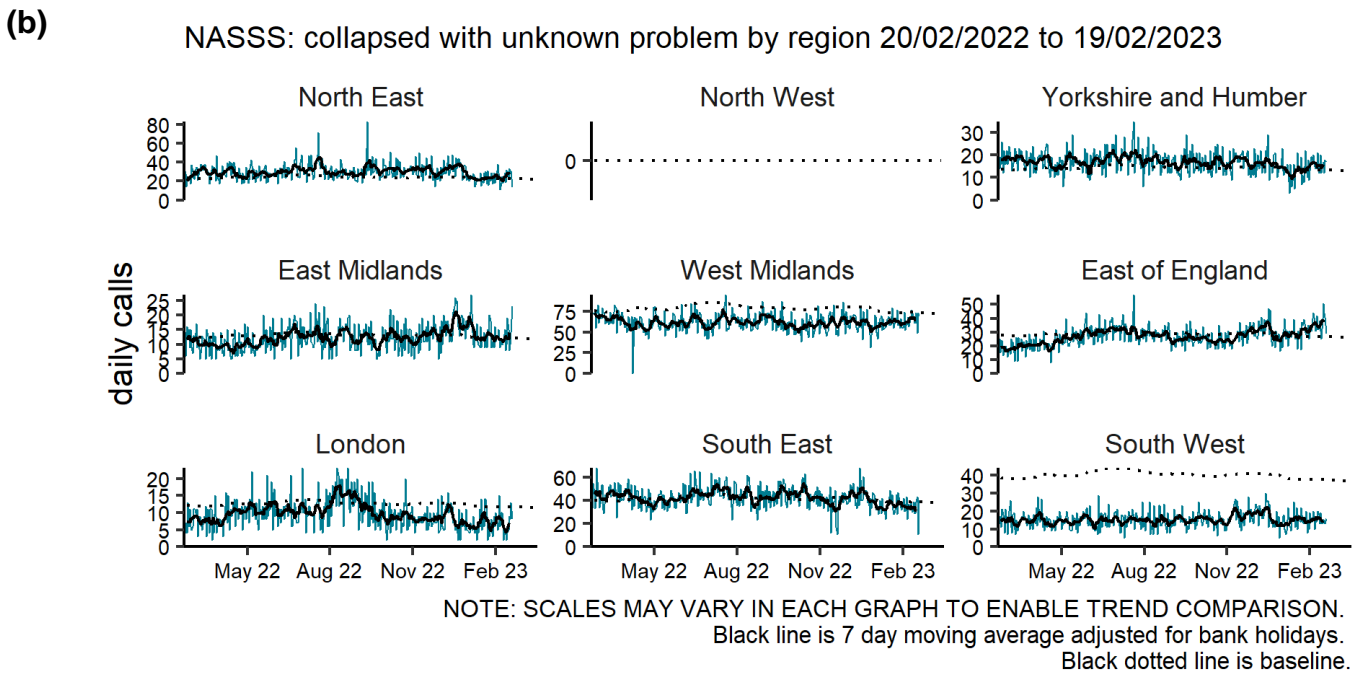 (b)
NASSS: collapsed with unknown problem by region 20/02/2022 to 19/02/2023
daily calls
North East
80
60
40
20
0
North West
0
Yorkshire and Humber
30
20
10
0
East Midlands
25
20
15
10
5
0
West Midlands
75
50
25
0
East of England
50
40
30
20
10
0
London
20
15
10
5
0
South East
60
40
20
0
South West
40
30
20
10
0
May 22 Aug 22 Nov 22 Feb 23
May 22 Aug 22 Nov 22 Feb 23
May 22 Aug 22 Nov 22 Feb 23
NOTE: SCALES MAY VARY IN EACH GRAPH TO ENABLE TREND COMPARISON.
Black line is 7 day moving average adjusted for bank holidays.
Black dotted line is baseline.